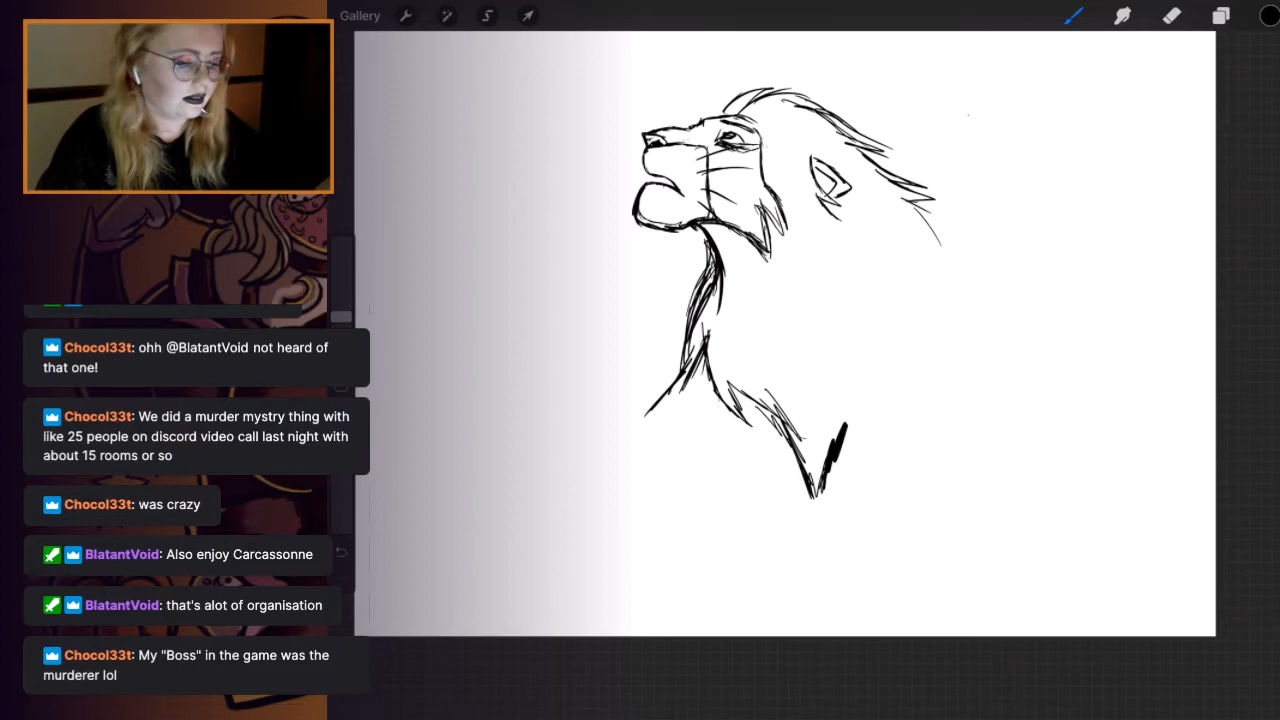 Gallery
Chocol33t: ohh @BlatantVoid not heard of
that one!
Chocol33t: We did a murder mystry thing with
like 25 people on discord video call last night with
about 15 rooms or so
Chocol33t: was crazy
BlatantVoid: Also enjoy Carcassonne
BlatantVoid: that's alot of organisation
Chocol33t: My "Boss" in the game was the
murderer lol